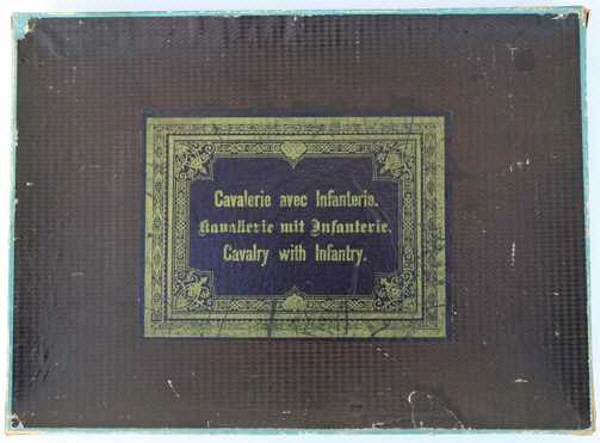 Cavalerie avec Infanterie.
Kavallerie mit Infanterie.
Cavalry with Infantry.